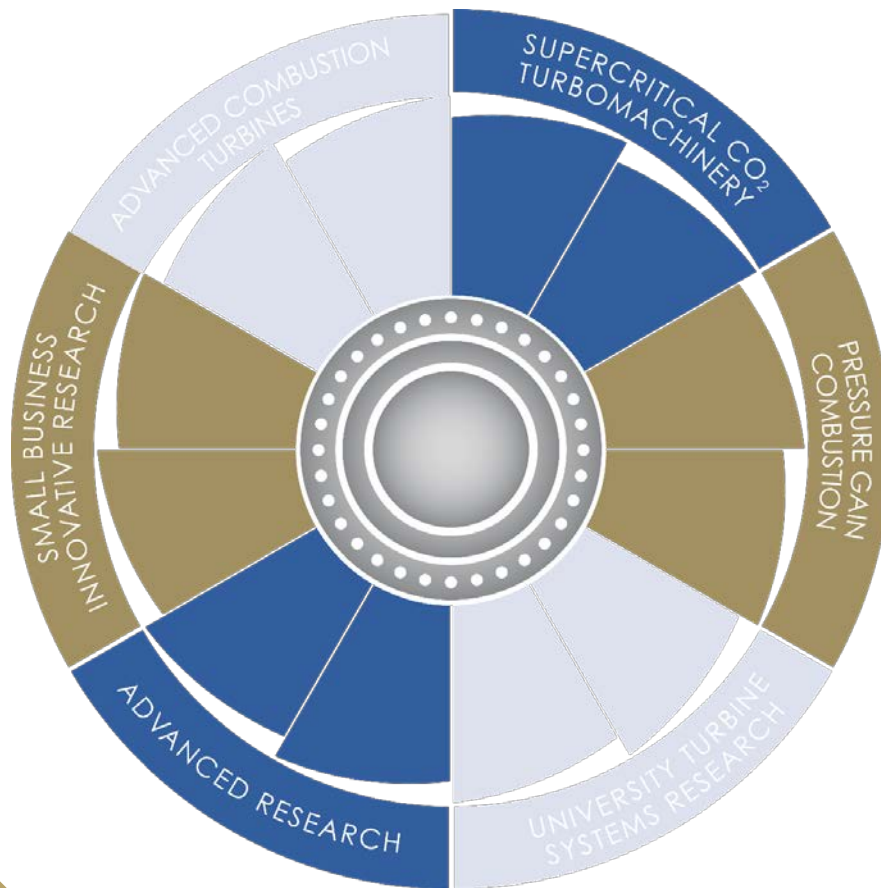 ADVANCED COMBUSTION
TURBINES
SUPERCRITICAL CO2
TURBOMACHINERY
PRESSURE GAIN
COMBUSTION
UNIVERSITY TURBINE
SYSTEMS RESEARCH
ADVANCED RESEARCH
SMALL BUSINESS
INNOVATIVE RESEARCH